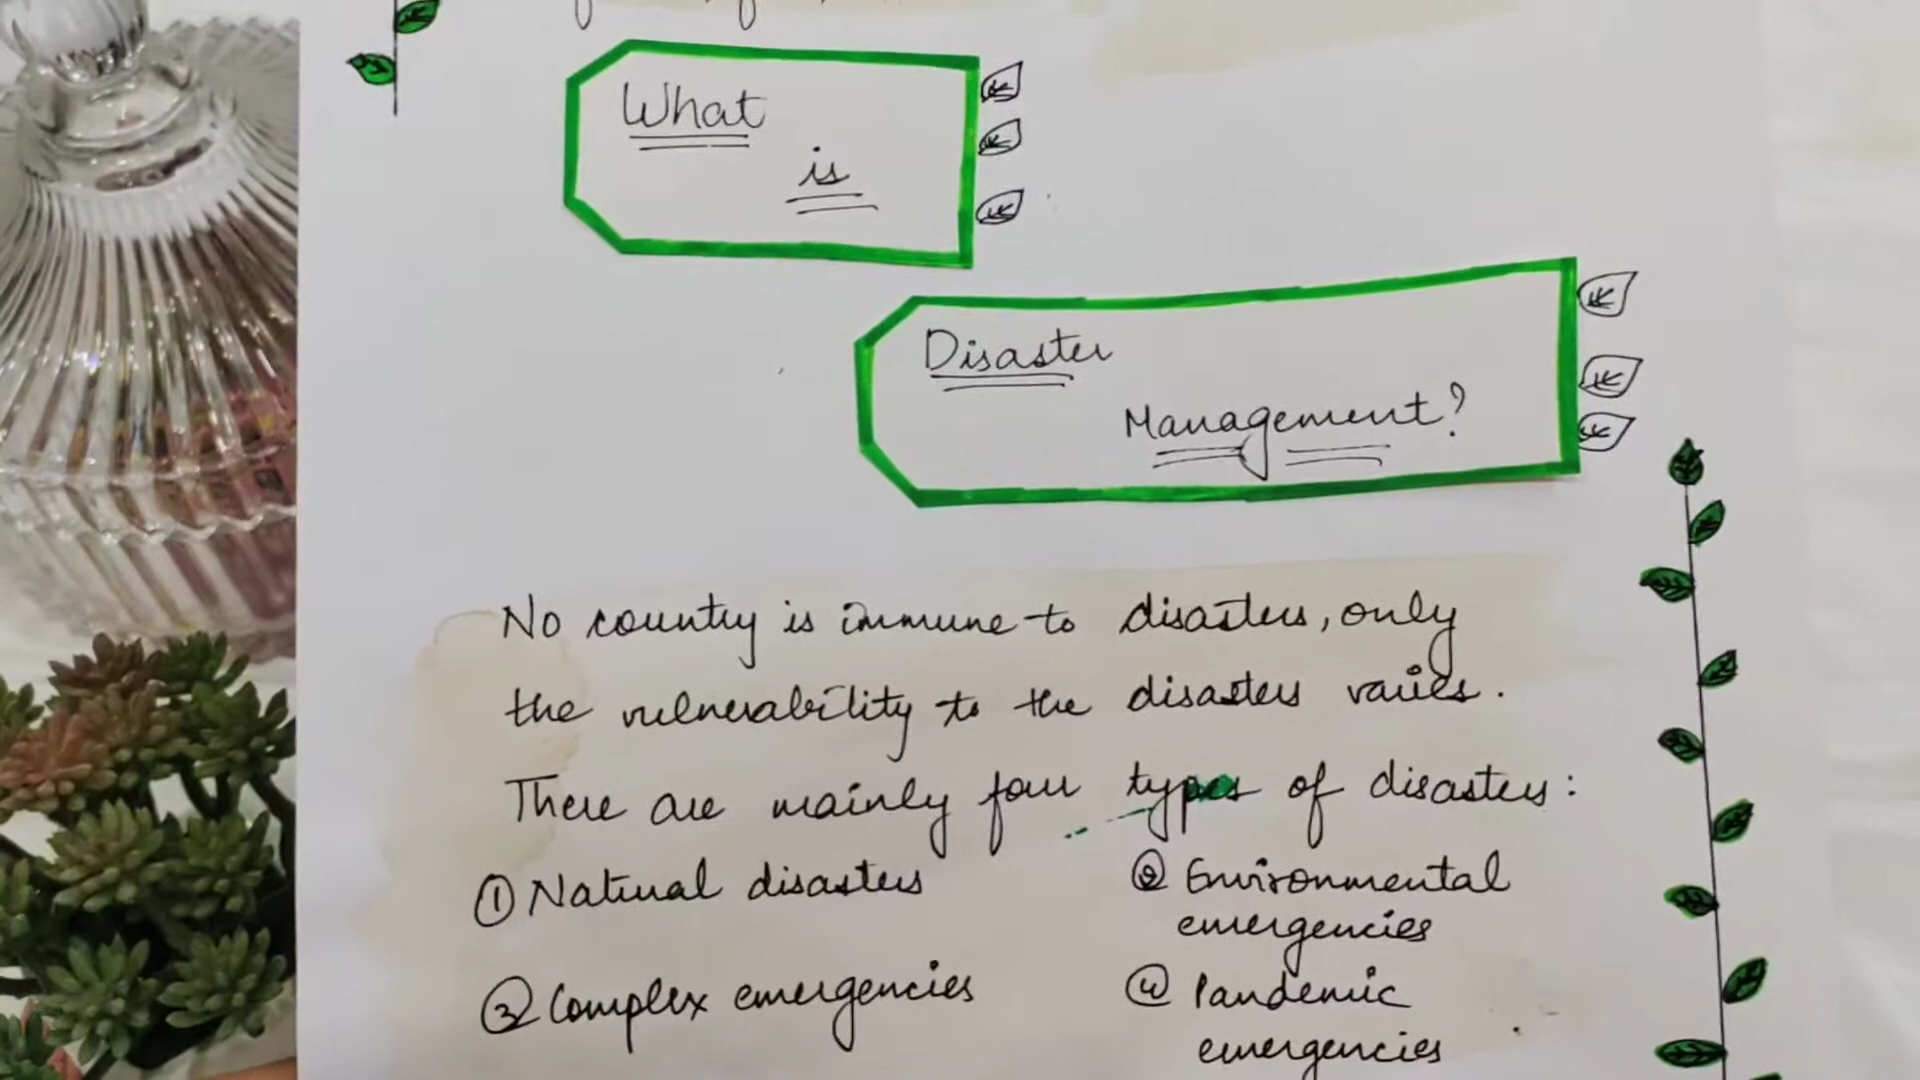 What
is
Disaster
Management?
No country is immune to disasters, only
the vulnerability to the disasters varies.
There are mainly four types of disasters:
① Natural disasters
② Environmental
emergencies
③ Complex emergencies
④ Pandemic
emergencies